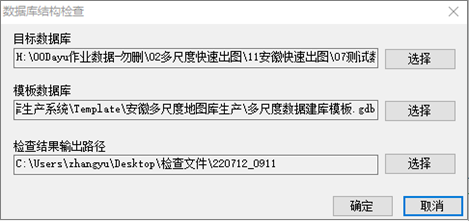 数据库结构检查
目标数据库
H:\00Dayu作业数据-勿删\02多尺度快速出图\11安徽快速出图\07测试
选择
模板数据库
生产系统\Template\安徽多尺度地图库生产\多尺度数据建库模板.gdb
选择
检查结果输出路径
C:\Users\zhangyu\Desktop\检查文件\220712_0911
选择
确定
取消